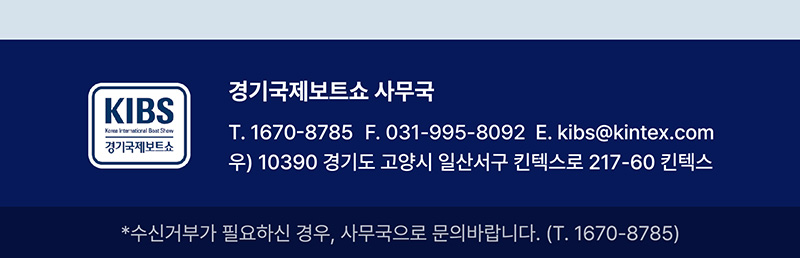 KIBS
Korea International Boat Show
경기국제보트쇼
경기국제보트쇼 사무국
T. 1670-8785 F. 031-995-8092 E. kibs@kintex.com
우) 10390 경기도 고양시 일산서구 킨텍스로 217-60 킨텍스
*수신거부가 필요하신 경우, 사무국으로 문의바랍니다. (T. 1670-8785)